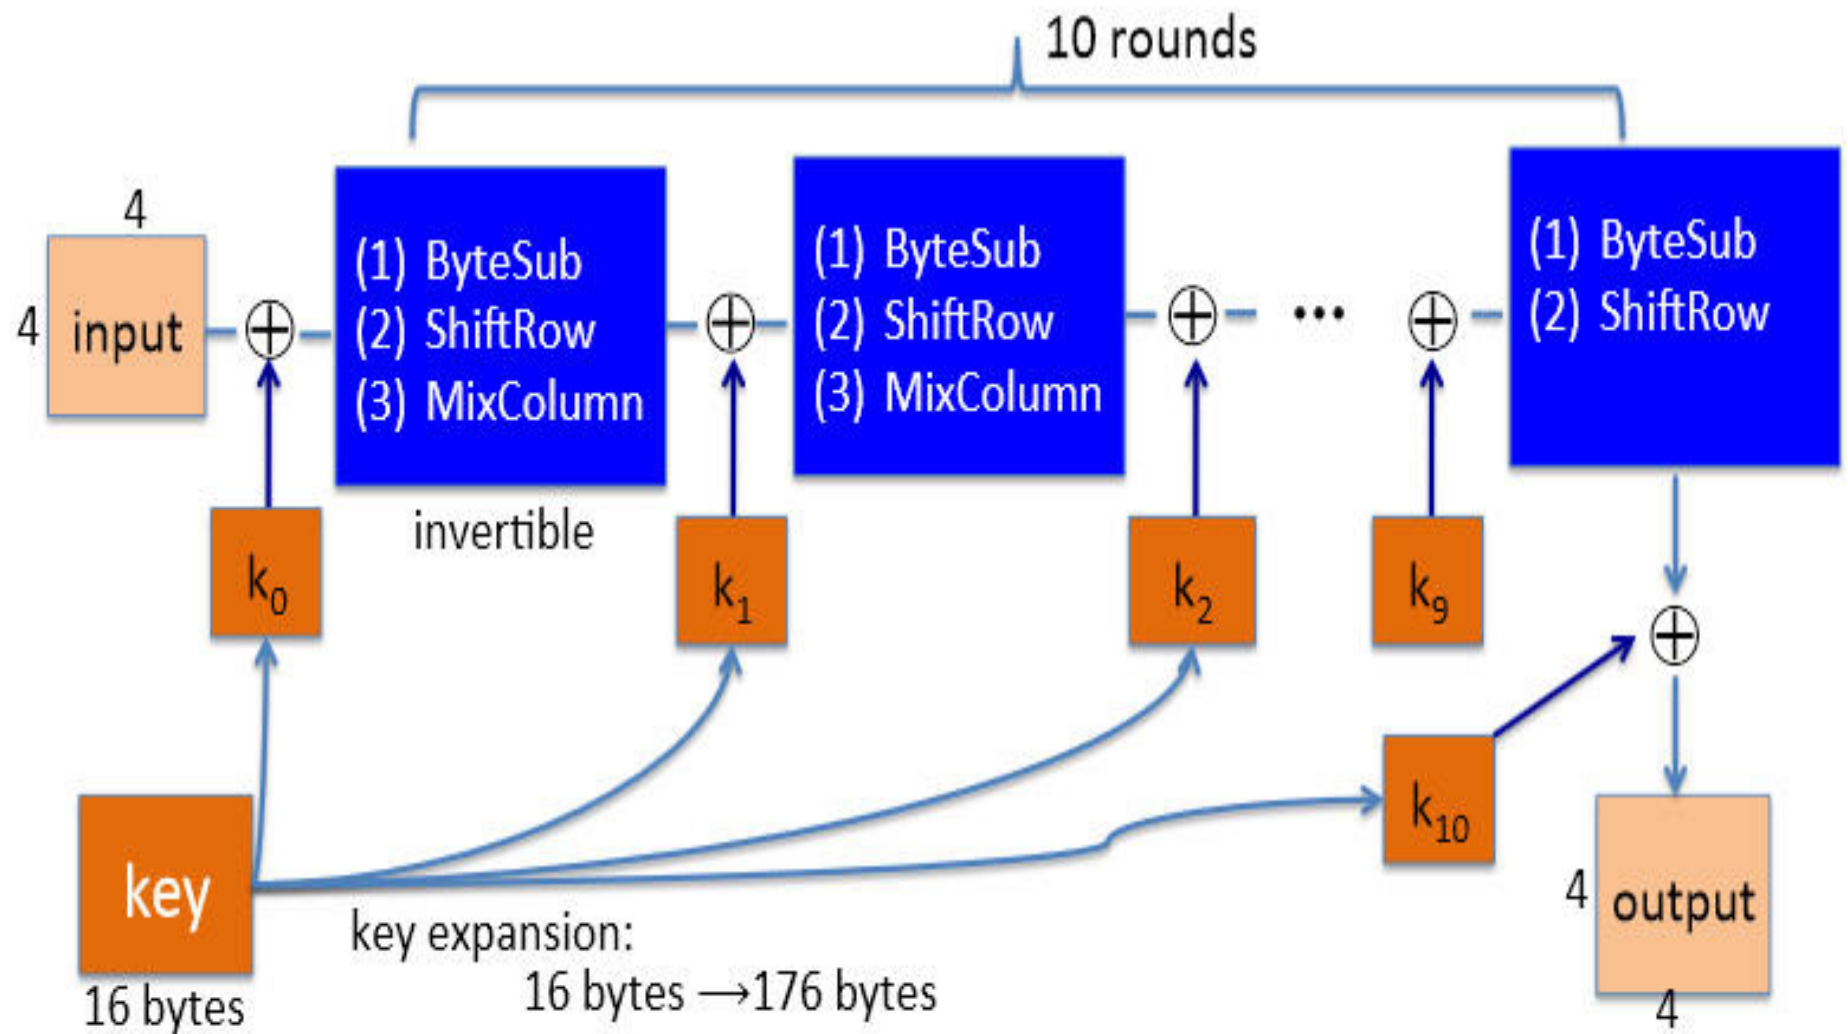 10 rounds
4
4
input
⊕
(1) ByteSub
(2) ShiftRow
(3) MixColumn
invertible
⊕
(1) ByteSub
(2) ShiftRow
(3) MixColumn
⊕
...
⊕
(1) ByteSub
(2) ShiftRow
k₀
k₁
k₂
k₉
⊕
k₁₀
key
16 bytes
key expansion:
16 bytes →176 bytes
4
output
4